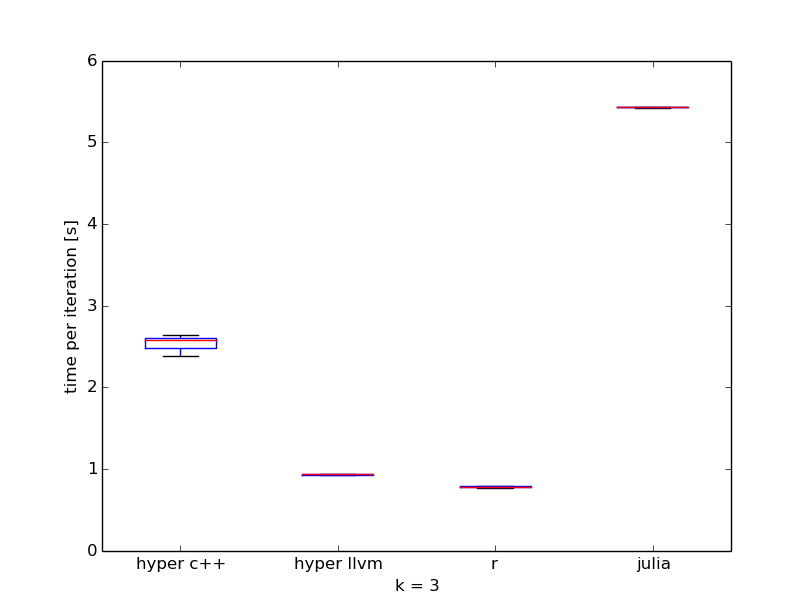 6
5
4
3
2
1
0
time per iteration [s]
hyper c++ hyper llvm r julia
k = 3